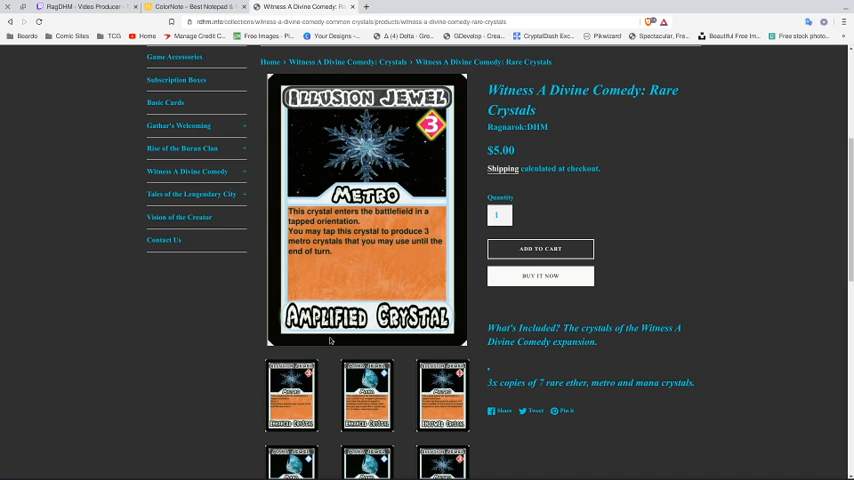 RagDHM - Video Producer - S
ColorNote - Best Notepad &
Witness A Divine Comedy: R
rdhm.info/collections/witness-a-divine-comedy-common-crystals/products/witness-a-divine-comedy-rare-crystals
Beardo
Comic Sites
TCG
Home
Manage Credit C...
Free Images - Pi...
Your Designs -...
Δ (4) Delta - Gro...
GDevelop - Crea...
CryptalDash Exc...
Pikwizard
Spectacular, Fre...
Beautiful Free Im...
Free stock photo...
Game Accessories
Subscription Boxes
Basic Cards
Gathar's Welcoming +
Rise of the Buran Clan +
Witness A Divine Comedy +
Tales of the Legendary City +
Vision of the Creator
Contact Us
Home › Witness A Divine Comedy: Crystals › Witness A Divine Comedy: Rare Crystals
Illusion Jewel
3
Metro
This crystal enters the battlefield in a
tapped orientation.
You may tap this crystal to produce 3
metro crystals that you may use until the
end of turn.
Amplified Crystal
Witness A Divine Comedy: Rare
Crystals
Ragnarok:DHM
$5.00
Shipping calculated at checkout.
Quantity
1
ADD TO CART
BUY IT NOW
What's Included? The crystals of the Witness A
Divine Comedy expansion.
3x copies of 7 rare ether, metro and mana crystals.
Share
Tweet
Pin it